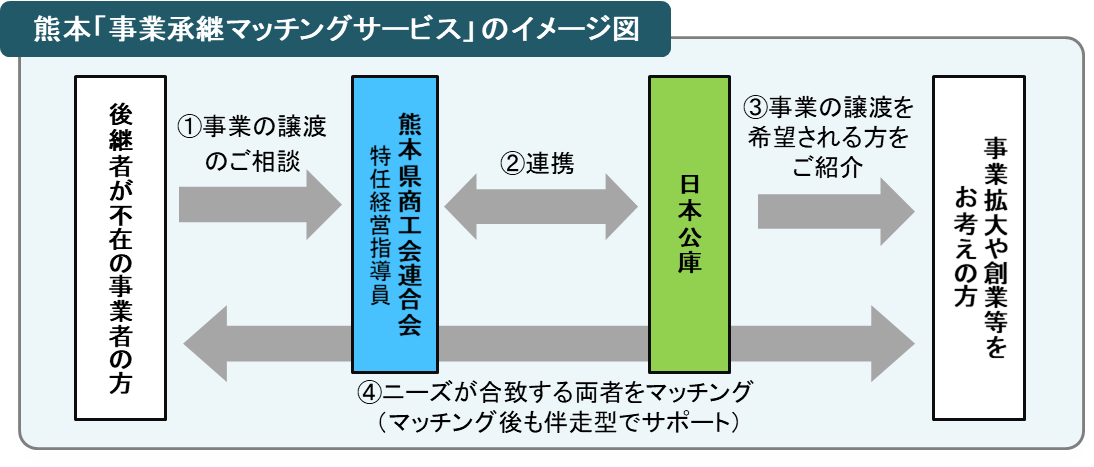 熊本「事業承継マッチングサービス」のイメージ図
後継者が不在の事業者の方
①事業の譲渡
のご相談
熊本県商工会連合会
特任経営指導員
②連携
日本公庫
③事業の譲渡を
希望される方を
ご紹介
事業拡大や創業等を
お考えの方
④ニーズが合致する両者をマッチング
（マッチング後も伴走型でサポート）